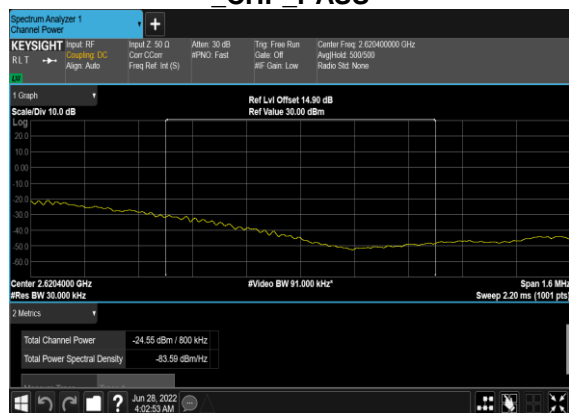 _CHP_PASS
Spectrum Analyzer 1
Channel Power
+
KEYSIGHT
RLT
Input: RF
Coupling: DC
Align: Auto
Input Z: 50 Ω
Corr CCorr
Freq Ref: Int (S)
Atten: 30 dB
#PNO: Fast
Trig: Free Run
Gate: Off
#IF Gain: Low
Center Freq: 2.620400000 GHz
Avg|Hold: 500/500
Radio Std: None
1 Graph
Scale/Div 10.0 dB
Ref Lvl Offset 14.90 dB
Ref Value 30.00 dBm
Log
20.0
10.0
0.00
-10.0
-20.0
-30.0
-40.0
-50.0
-60.0
Center 2.6204000 GHz
#Res BW 30.000 kHz
#Video BW 91.000 kHz*
Span 1.6 MHz
Sweep 2.20 ms (1001 pts)
2 Metrics
Total Channel Power -24.55 dBm / 800 kHz
Total Power Spectral Density -83.59 dBm/Hz
?
Jun 28, 2022
4:02:53 AM